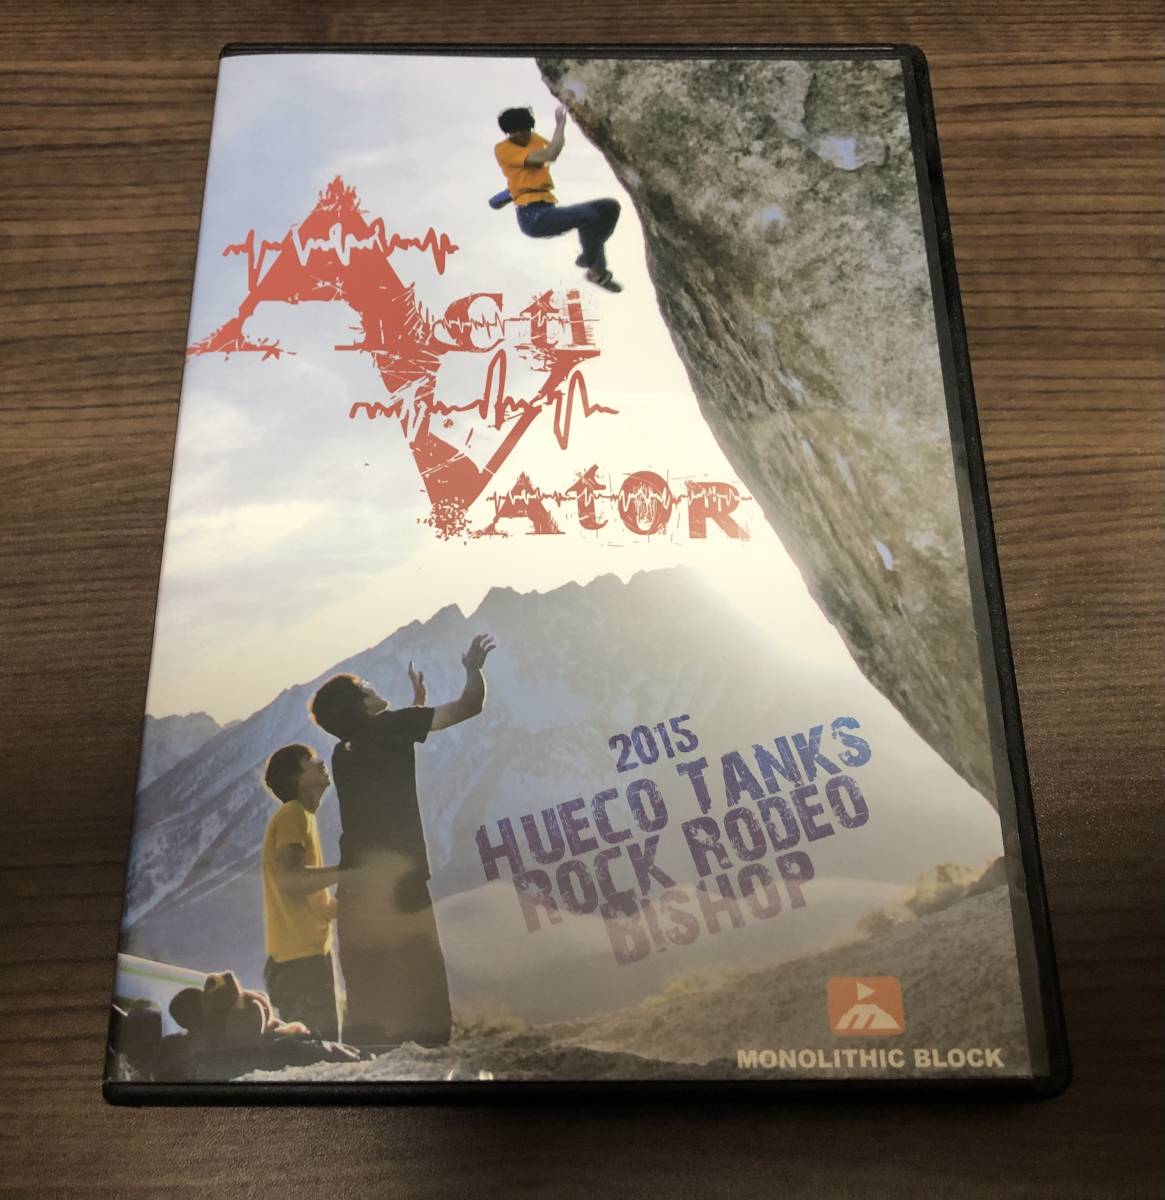 Acti
VAtOR
2015
HUECO TANKS
ROCK RODEO
BISHOP
MONOLITHIC BLOCK